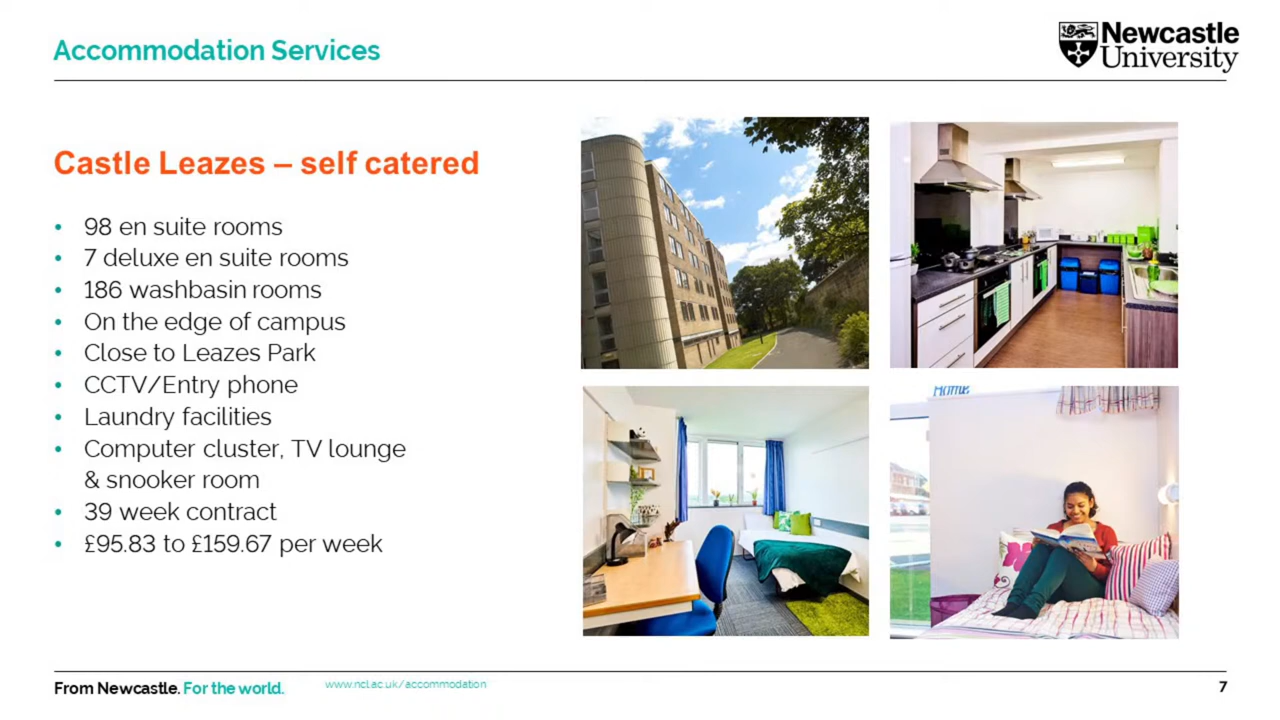 Accommodation Services
Newcastle
University
Castle Leazes – self catered
• 98 en suite rooms
• 7 deluxe en suite rooms
• 186 washbasin rooms
• On the edge of campus
• Close to Leazes Park
• CCTV/Entry phone
• Laundry facilities
• Computer cluster, TV lounge
& snooker room
• 39 week contract
• £95.83 to £159.67 per week
Home
From Newcastle. For the world.
www.ncl.ac.uk/accommodation
7